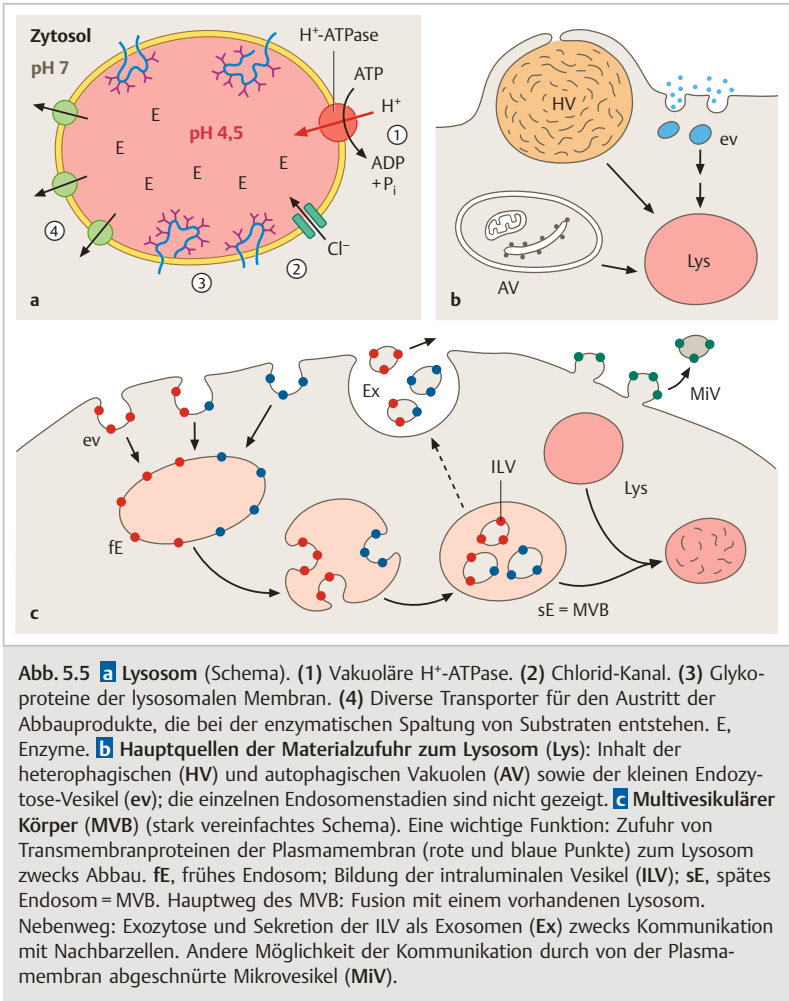 Zytosol
pH 7
H⁺-ATPase
ATP
H⁺
①
ADP
+ Pᵢ
pH 4,5
E
E
E
E
E
E
④
③
②
Cl⁻
a
HV
ev
AV
Lys
b
ev
fE
Ex
MiV
ILV
Lys
sE = MVB
c
Abb. 5.5 a Lysosom (Schema). (1) Vakuoläre H⁺-ATPase. (2) Chlorid-Kanal. (3) Glyko-
proteine der lysosomalen Membran. (4) Diverse Transporter für den Austritt der
Abbauprodukte, die bei der enzymatischen Spaltung von Substraten entstehen. E,
Enzyme. b Hauptquellen der Materialzufuhr zum Lysosom (Lys): Inhalt der
heterophagischen (HV) und autophagischen Vakuolen (AV) sowie der kleinen Endozy-
tose-Vesikel (ev); die einzelnen Endosomenstadien sind nicht gezeigt. c Multivesikulärer
Körper (MVB) (stark vereinfachtes Schema). Eine wichtige Funktion: Zufuhr von
Transmembranproteinen der Plasmamembran (rote und blaue Punkte) zum Lysosom
zwecks Abbau. fE, frühes Endosom; Bildung der intraluminalen Vesikel (ILV); sE, spätes
Endosom = MVB. Hauptweg des MVB: Fusion mit einem vorhandenen Lysosom.
Nebenweg: Exozytose und Sekretion der ILV als Exosomen (Ex) zwecks Kommunikation
mit Nachbarzellen. Andere Möglichkeit der Kommunikation durch von der Plasma-
membran abgeschnürte Mikrovesikel (MiV).